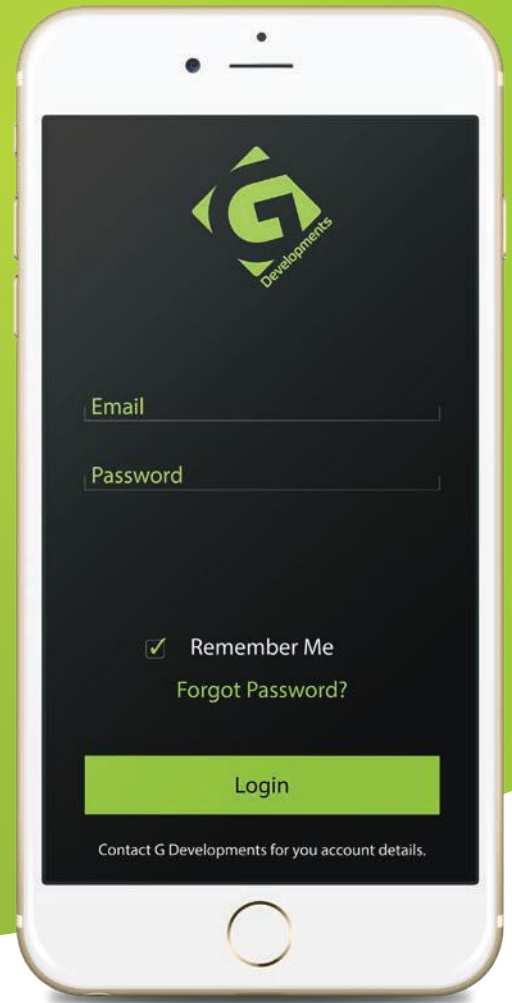 G
Developments
Email
Password
Remember Me
Forgot Password?
Login
Contact G Developments for you account details.